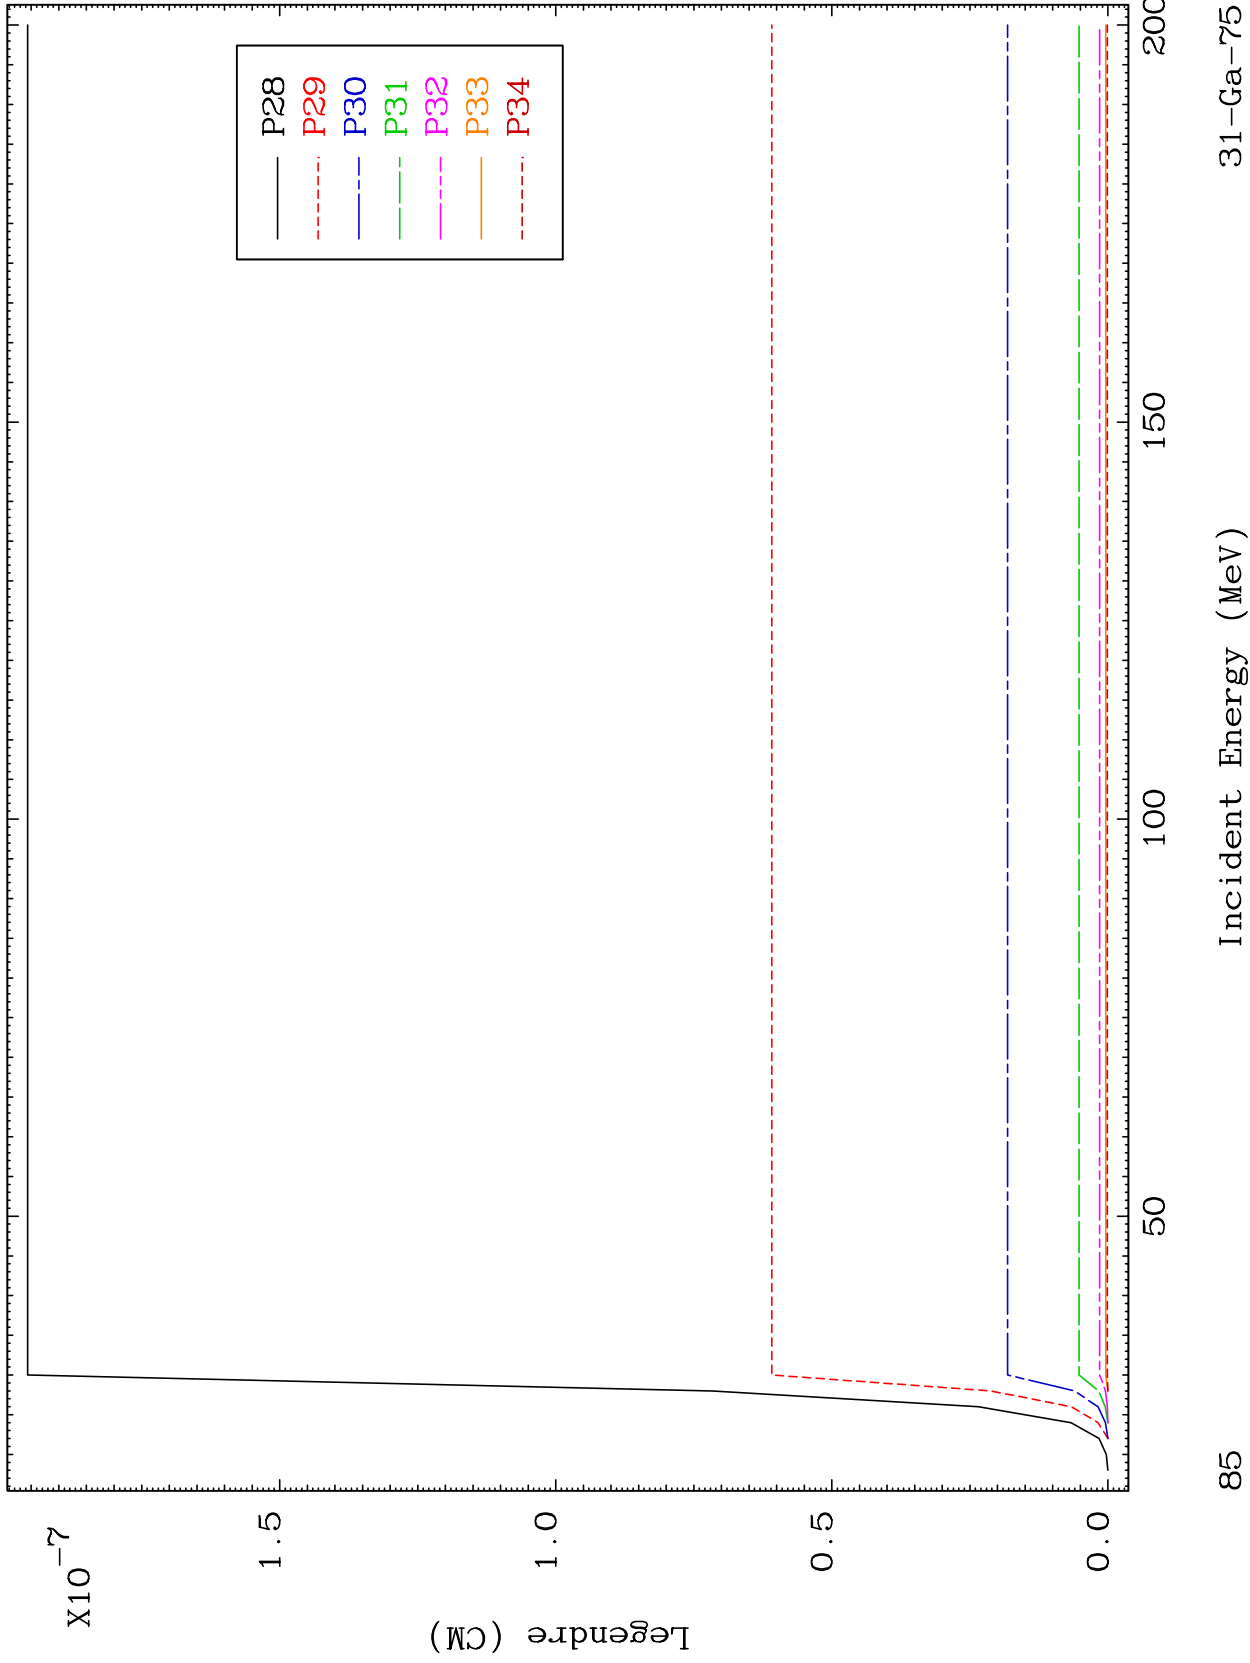 X10-7
1.5
1.0
0.5
0.0
Legendre (CM)
P28
P29
P30
P31
P32
P33
P34
50
100
150
200
Incident Energy (MeV)
85
31-Ga-75